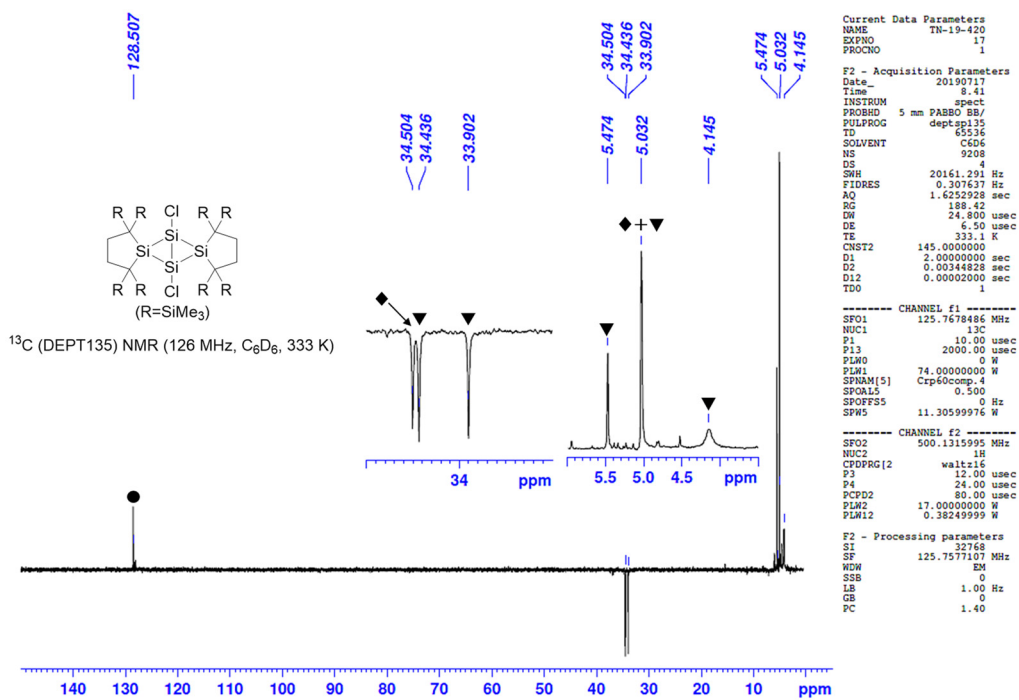 128.507
34.504
34.436
33.902
5.474
5.032
4.145
34.504
34.436
33.902
5.474
5.032
4.145
R R Cl R R
Si
Si Si
Si
R R Cl R R
(R=SiMe₃)
¹³C (DEPT135) NMR (126 MHz, C₆D₆, 333 K)
34 ppm
5.5 5.0 4.5 ppm
140 130 120 110 100 90 80 70 60 50 40 30 20 10 ppm
Current Data Parameters
NAME TN-19-420
EXPNO 17
PROCNO 1
F2 - Acquisition Parameters
Date_ 20190717
Time 8.41
INSTRUM spect
PROBHD 5 mm PABBO BB/
PULPROG deptsp135
TD 65536
SOLVENT C6D6
NS 9208
DS 4
SWH 20161.291 Hz
FIDRES 0.307637 Hz
AQ 1.6252928 sec
RG 188.42
DW 24.800 usec
DE 6.50 usec
TE 333.1 K
CNST2 145.0000000
D1 2.00000000 sec
D2 0.00344828 sec
D12 0.00002000 sec
TD0 1
-------- CHANNEL f1 --------
SFO1 125.7678486 MHz
NUC1 13C
P1 10.00 usec
P13 2000.00 usec
PLW0 0 W
PLW1 74.00000000 W
SPNAM[5] Crp60comp.4
SPOAL5 0.500
SPOFFS5 0 Hz
SPW5 11.30599976 W
-------- CHANNEL f2 --------
SFO2 500.1315995 MHz
NUC2 1H
CPDPRG[2 waltz16
P3 12.00 usec
P4 24.00 usec
PCPD2 80.00 usec
PLW2 17.00000000 W
PLW12 0.38249999 W
F2 - Processing parameters
SI 32768
SF 125.7577107 MHz
WDW EM
SSB 0
LB 1.00 Hz
GB 0
PC 1.40